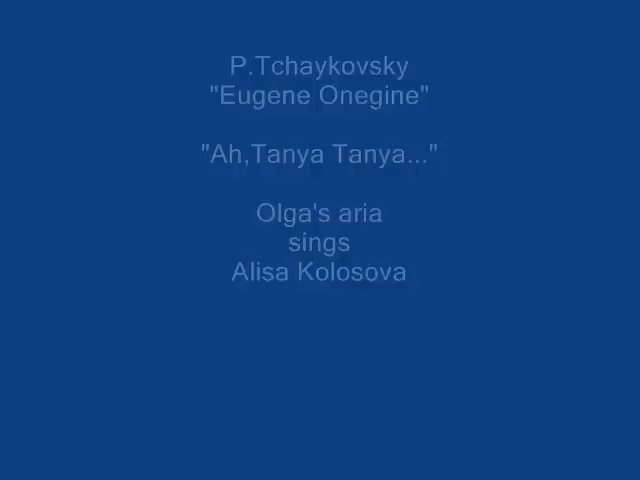 P.Tchaykovsky
"Eugene Onegine"
"Ah,Tanya Tanya..."
Olga's aria
sings
Alisa Kolosova